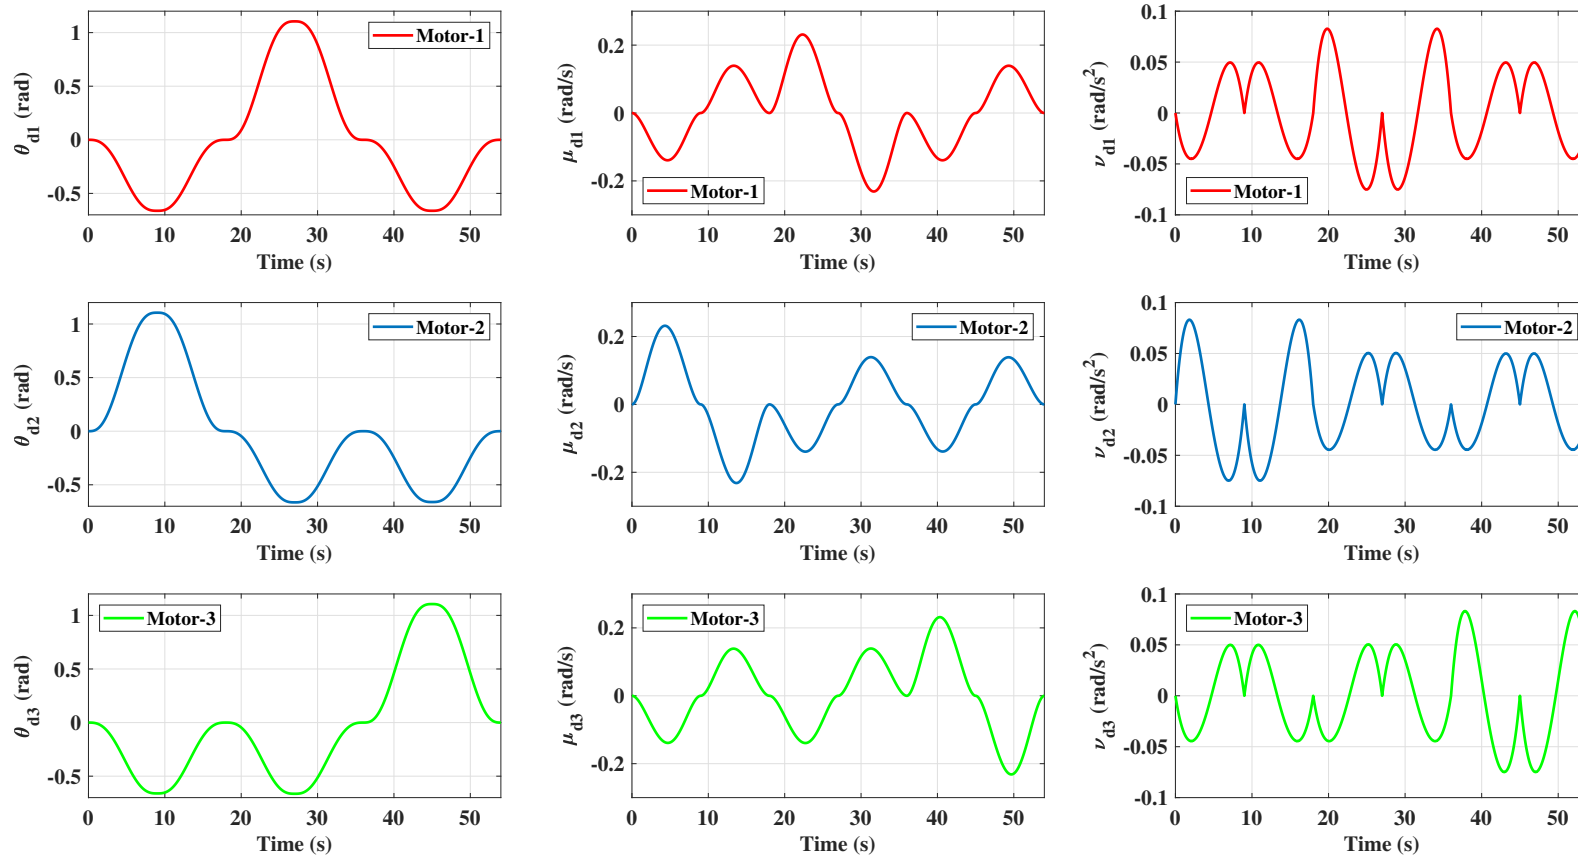 θd1 (rad)
1
0.5
0
-0.5
Motor-1
0 10 20 30 40 50
Time (s)
μd1 (rad/s)
0.2
0
-0.2
Motor-1
0 10 20 30 40 50
Time (s)
νd1 (rad/s2)
0.1
0.05
0
-0.05
-0.1
Motor-1
0 10 20 30 40 50
Time (s)
θd2 (rad)
1
0.5
0
-0.5
Motor-2
0 10 20 30 40 50
Time (s)
μd2 (rad/s)
0.2
0
-0.2
Motor-2
0 10 20 30 40 50
Time (s)
νd2 (rad/s2)
0.1
0.05
0
-0.05
-0.1
Motor-2
0 10 20 30 40 50
Time (s)
θd3 (rad)
1
0.5
0
-0.5
Motor-3
0 10 20 30 40 50
Time (s)
μd3 (rad/s)
0.2
0
-0.2
Motor-3
0 10 20 30 40 50
Time (s)
νd3 (rad/s2)
0.1
0.05
0
-0.05
-0.1
Motor-3
0 10 20 30 40 50
Time (s)